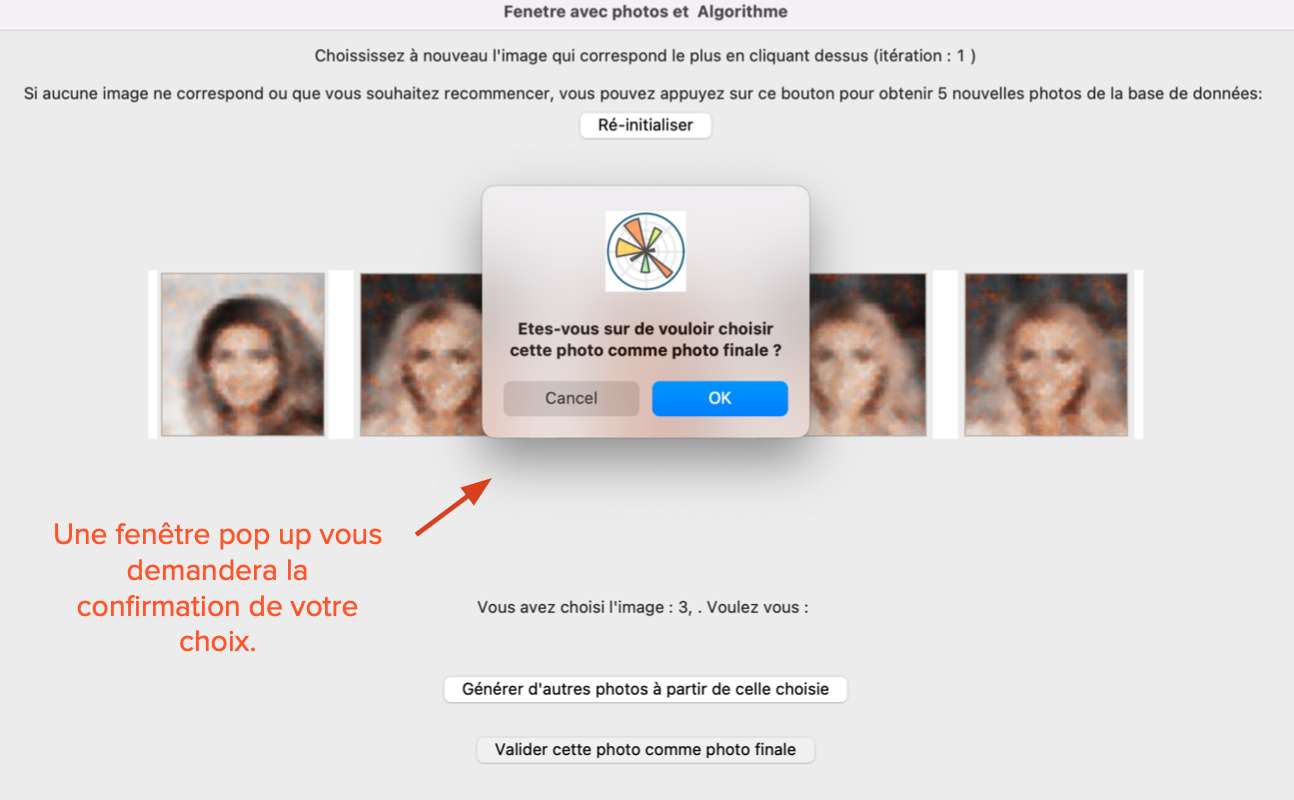 Fenetre avec photos et  Algorithme
Choississez à nouveau l'image qui correspond le plus en cliquant dessus (itération : 1 )
Si aucune image ne correspond ou que vous souhaitez recommencer, vous pouvez appuyez sur ce bouton pour obtenir 5 nouvelles photos de la base de données:
Ré-initialiser
Etes-vous sur de vouloir choisir
cette photo comme photo finale ?
Cancel
OK
Une fenêtre pop up vous
demandera la
confirmation de votre
choix.
Vous avez choisi l'image : 3, . Voulez vous :
Générer d'autres photos à partir de celle choisie
Valider cette photo comme photo finale